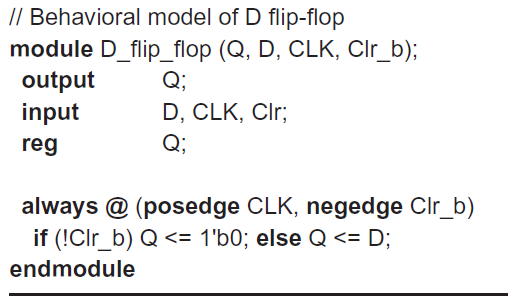 // Behavioral model of D flip-flop
module D_flip_flop (Q, D, CLK, Clr_b);
output Q;
input D, CLK, Clr;
reg Q;
always @ (posedge CLK, negedge Clr_b)
if (!Clr_b) Q <= 1'b0; else Q <= D;
endmodule